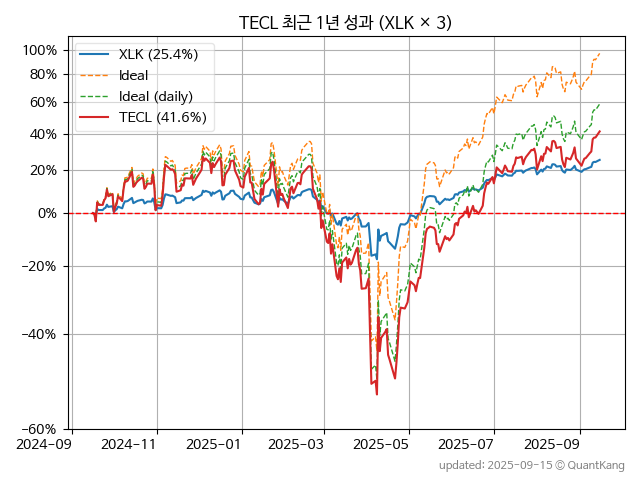 TECL 최근 1년 성과 (XLK × 3)
100%
80%
60%
40%
20%
0%
−20%
−40%
−60%
XLK (25.4%)
Ideal
Ideal (daily)
TECL (41.6%)
2024-09
2024-11
2025-01
2025-03
2025-05
2025-07
2025-09
updated: 2025-09-15 © QuantKang